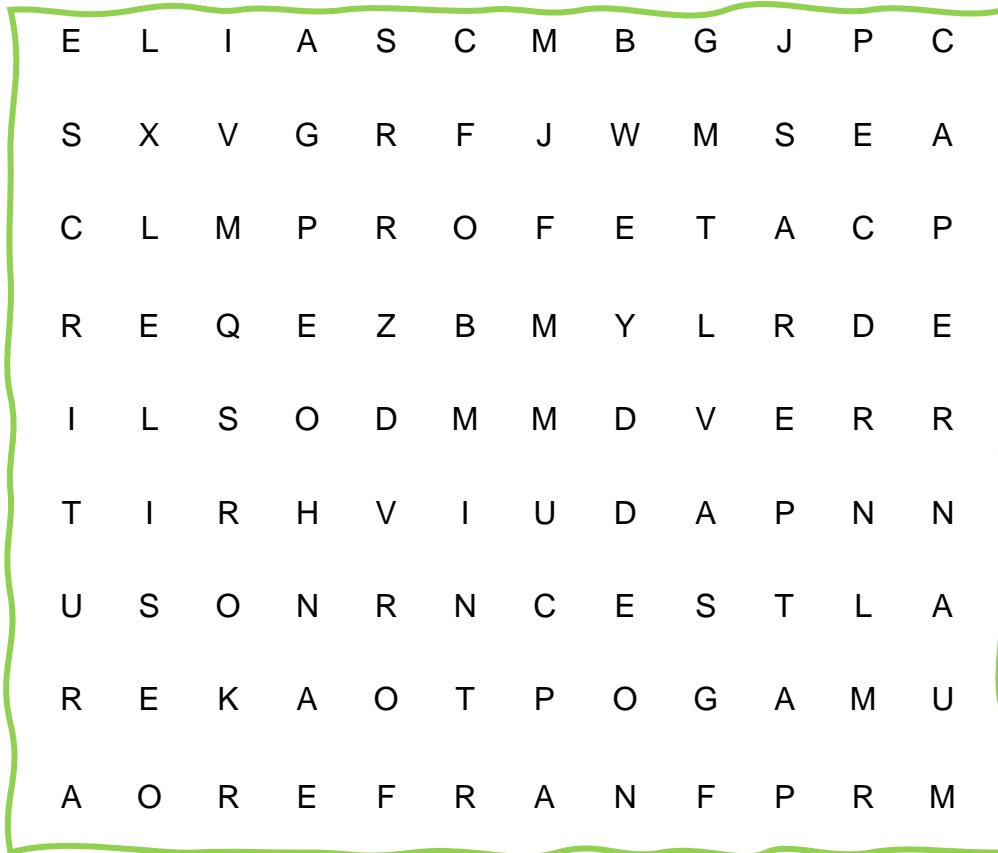 E L I A S C M B G J P C
S X V G R F J W M S E A
C L M P R O F E T A C P
R E Q E Z B M Y L R D E
I L S O D M M D V E R R
T I R H V I U D A P N N
U S O N R N C E S T L A
R E K A O T P O G A M U
A O R E F R A N F P R M